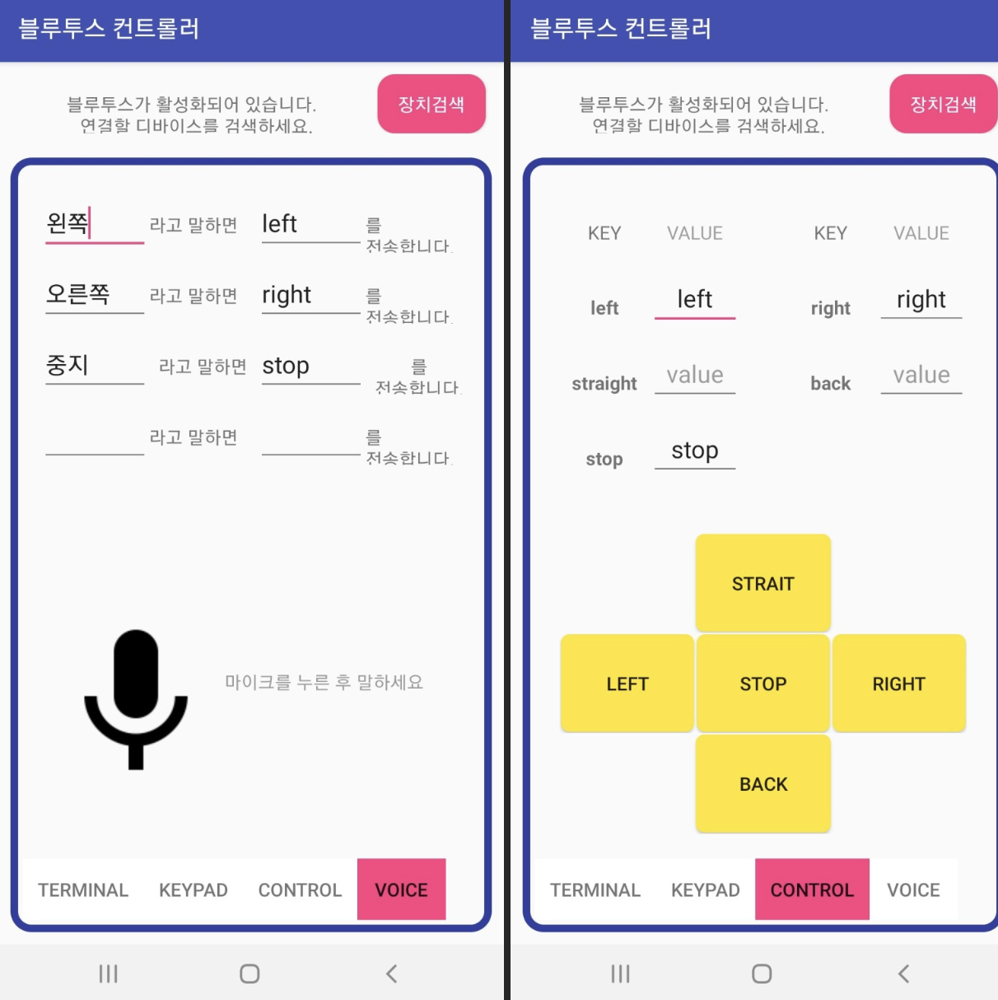 블루투스 컨트롤러
블루투스가 활성화되어 있습니다.
연결할 디바이스를 검색하세요.
장치검색
왼쪽 라고 말하면 left 를
전송합니다.
오른쪽 라고 말하면 right 를
전송합니다.
중지 라고 말하면 stop 를
전송합니다.
라고 말하면 를
전송합니다.
마이크를 누른 후 말하세요
TERMINAL KEYPAD CONTROL VOICE
블루투스 컨트롤러
블루투스가 활성화되어 있습니다.
연결할 디바이스를 검색하세요.
장치검색
KEY VALUE KEY VALUE
left left right right
straight value back value
stop stop
STRAIT
LEFT STOP RIGHT
BACK
TERMINAL KEYPAD CONTROL VOICE